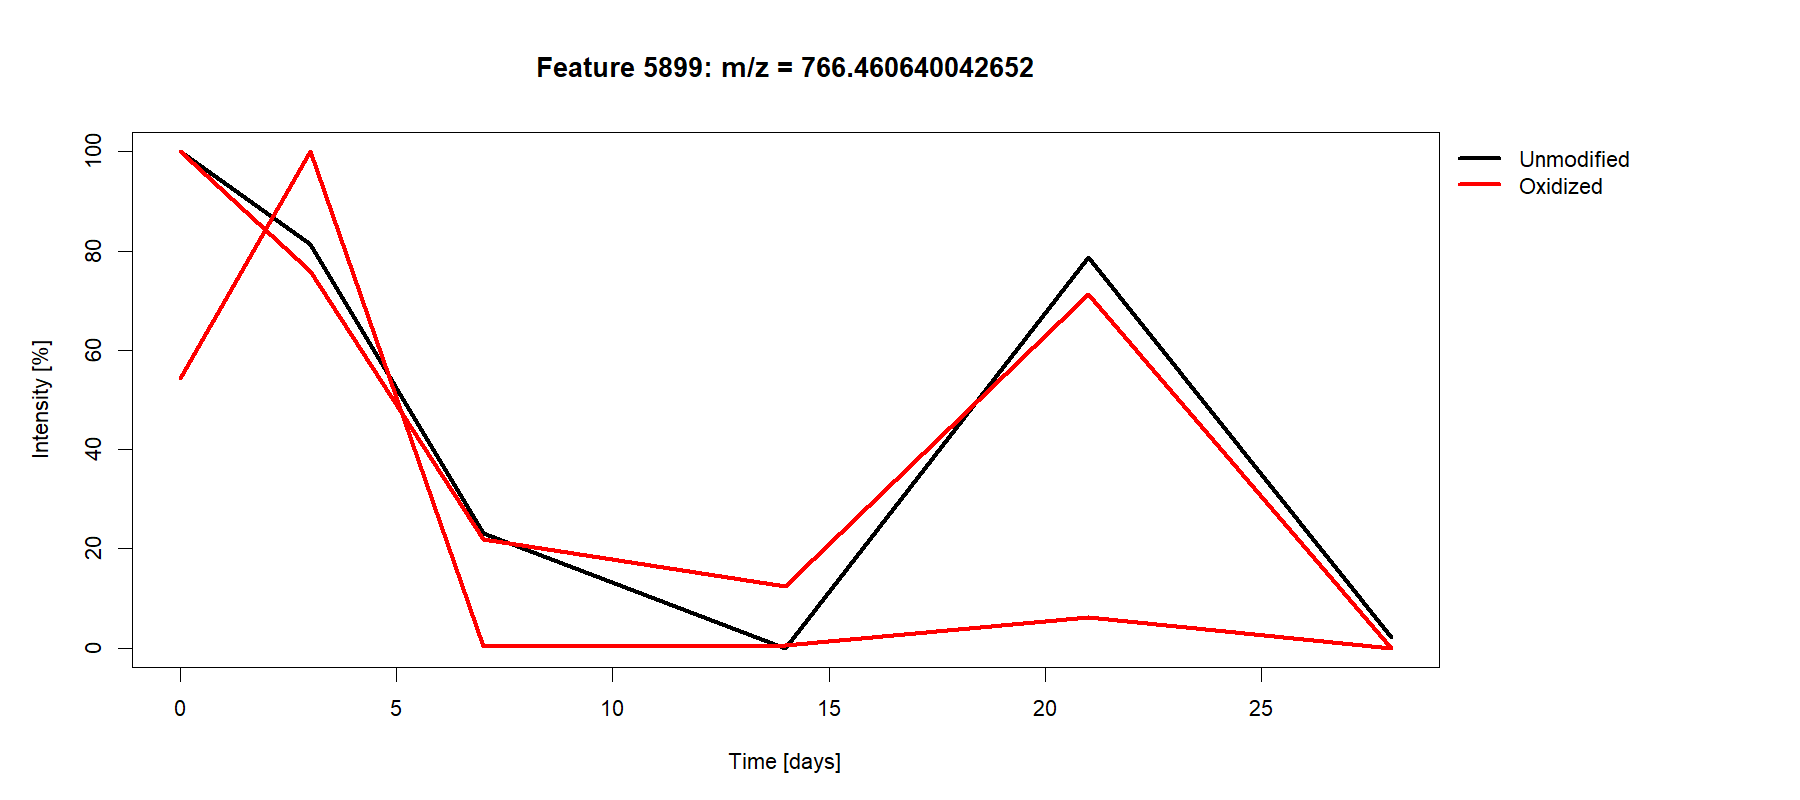 Feature 5899: m/z = 766.460640042652
Unmodified
Oxidized
Intensity [%]
100
80
60
40
20
0
0 5 10 15 20 25
Time [days]